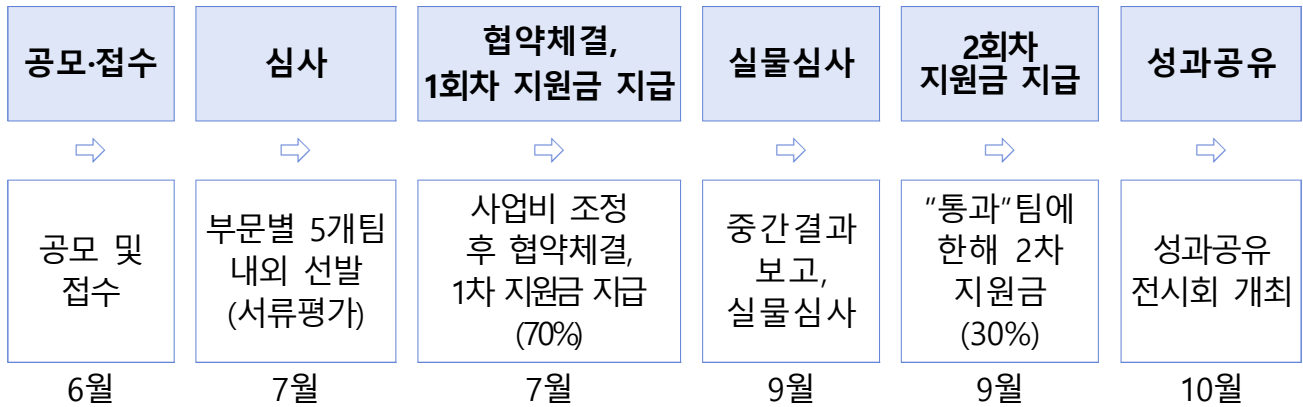 공모·접수
심사
협약체결,
1회차 지원금 지급
실물심사
2회차
지원금 지급
성과공유
공모 및
접수
부문별 5개팀
내외 선발
(서류평가)
사업비 조정
후 협약체결,
1차 지원금 지급
(70%)
중간결과
보고,
실물심사
"통과"팀에
한해 2차
지원금
(30%)
성과공유
전시회 개최
6월
7월
7월
9월
9월
10월